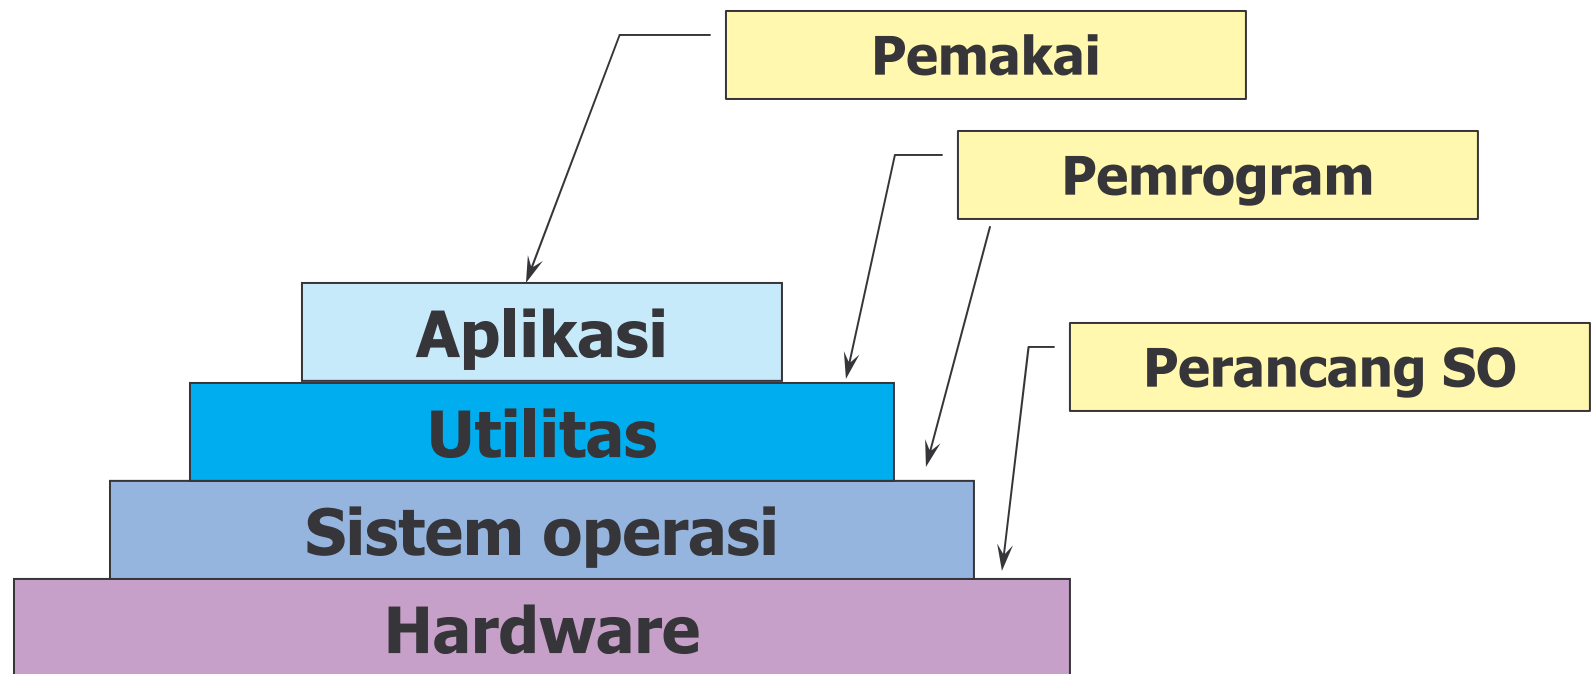 Pemakai
Pemrogram
Aplikasi
Perancang SO
Utilitas
Sistem operasi
Hardware